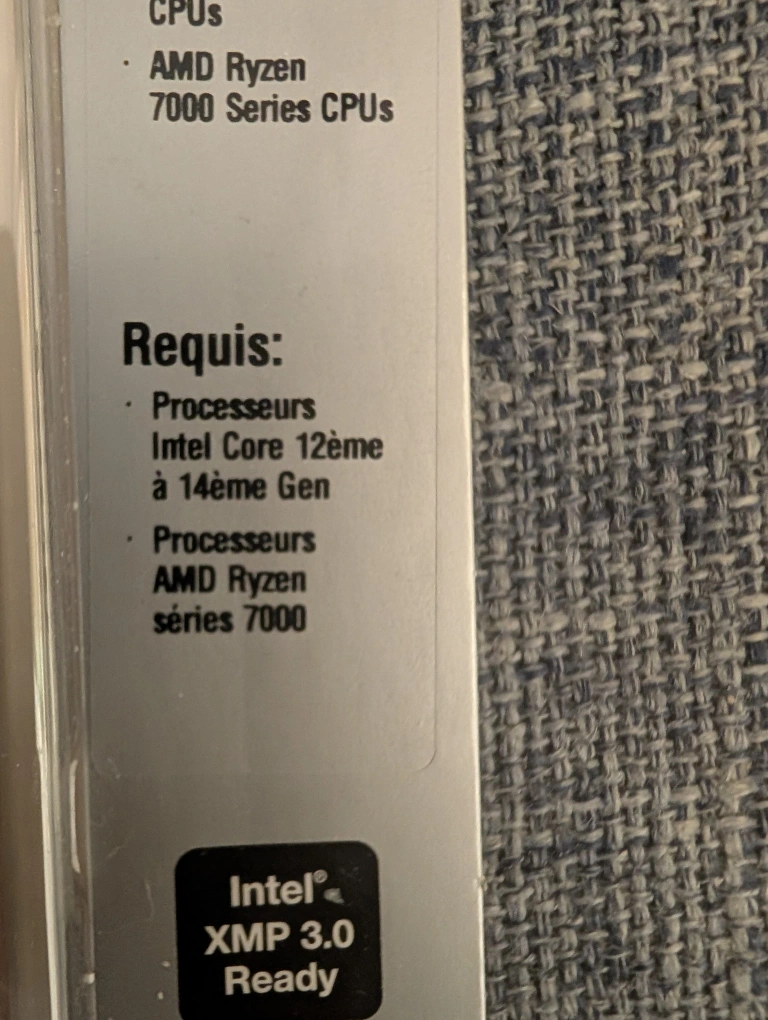 CPUs
· AMD Ryzen
7000 Series CPUs
Requis:
· Processeurs
Intel Core 12ème
à 14ème Gen
· Processeurs
AMD Ryzen
séries 7000
Intel®
XMP 3.0
Ready